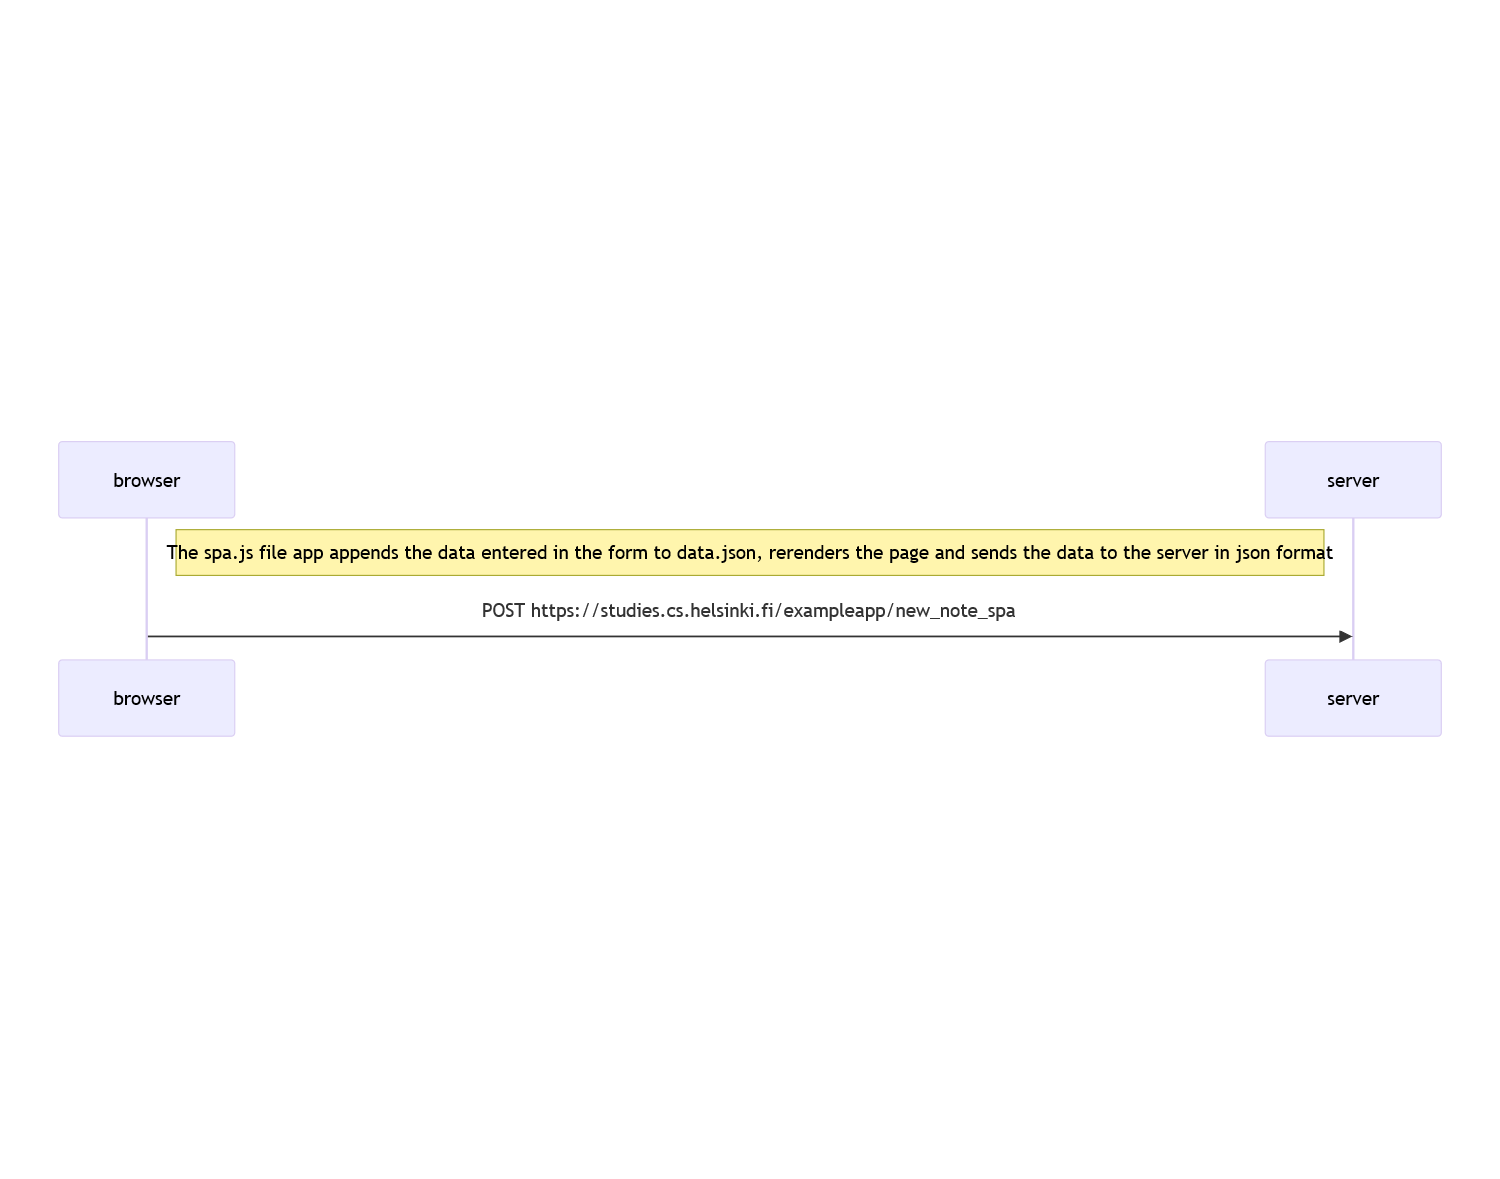 browser
server
The spa.js file app appends the data entered in the form to data.json, rerenders the page and sends the data to the server in json format
POST https://studies.cs.helsinki.fi/exampleapp/new_note_spa
browser
server